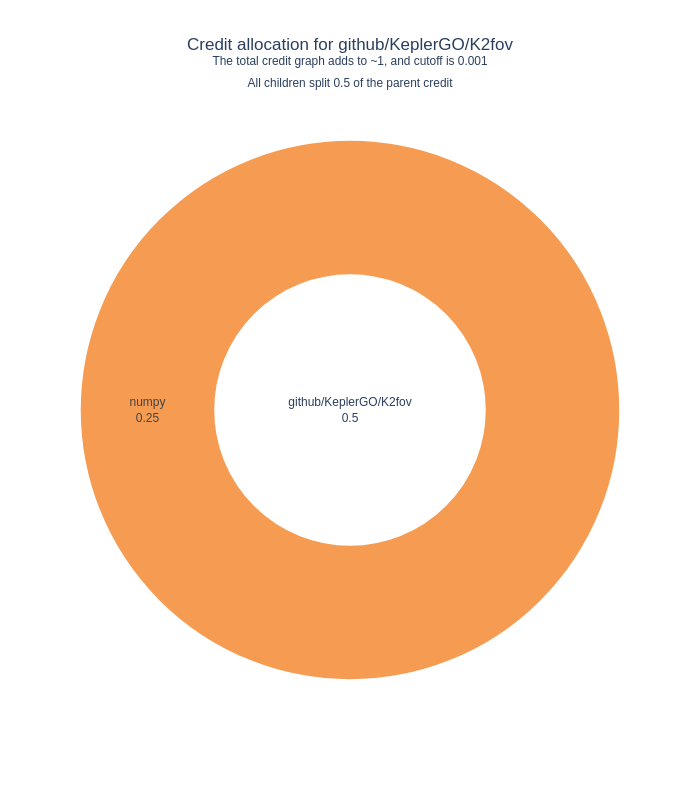 Credit allocation for github/KeplerGO/K2fov
The total credit graph adds to ~1, and cutoff is 0.001
All children split 0.5 of the parent credit
numpy
0.25
github/KeplerGO/K2fov
0.5